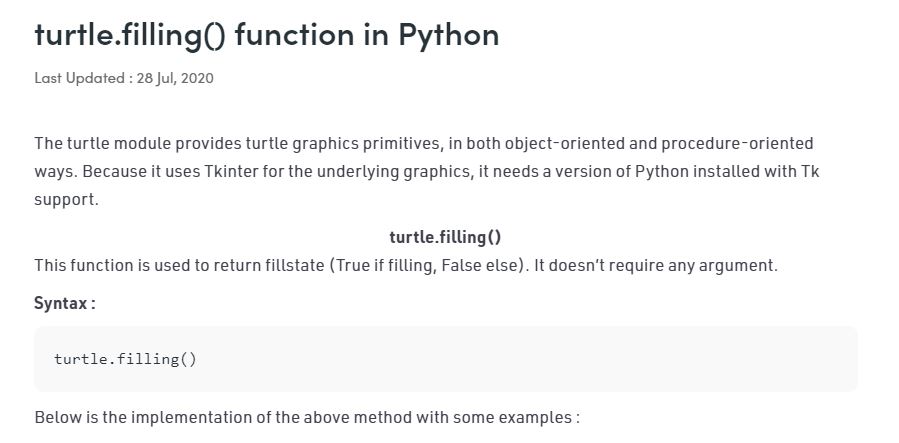 turtle.filling() function in Python
Last Updated : 28 Jul, 2020
The turtle module provides turtle graphics primitives, in both object-oriented and procedure-oriented
ways. Because it uses Tkinter for the underlying graphics, it needs a version of Python installed with Tk
support.
turtle.filling()
This function is used to return fillstate (True if filling, False else). It doesn’t require any argument.
Syntax :
turtle.filling()
Below is the implementation of the above method with some examples :